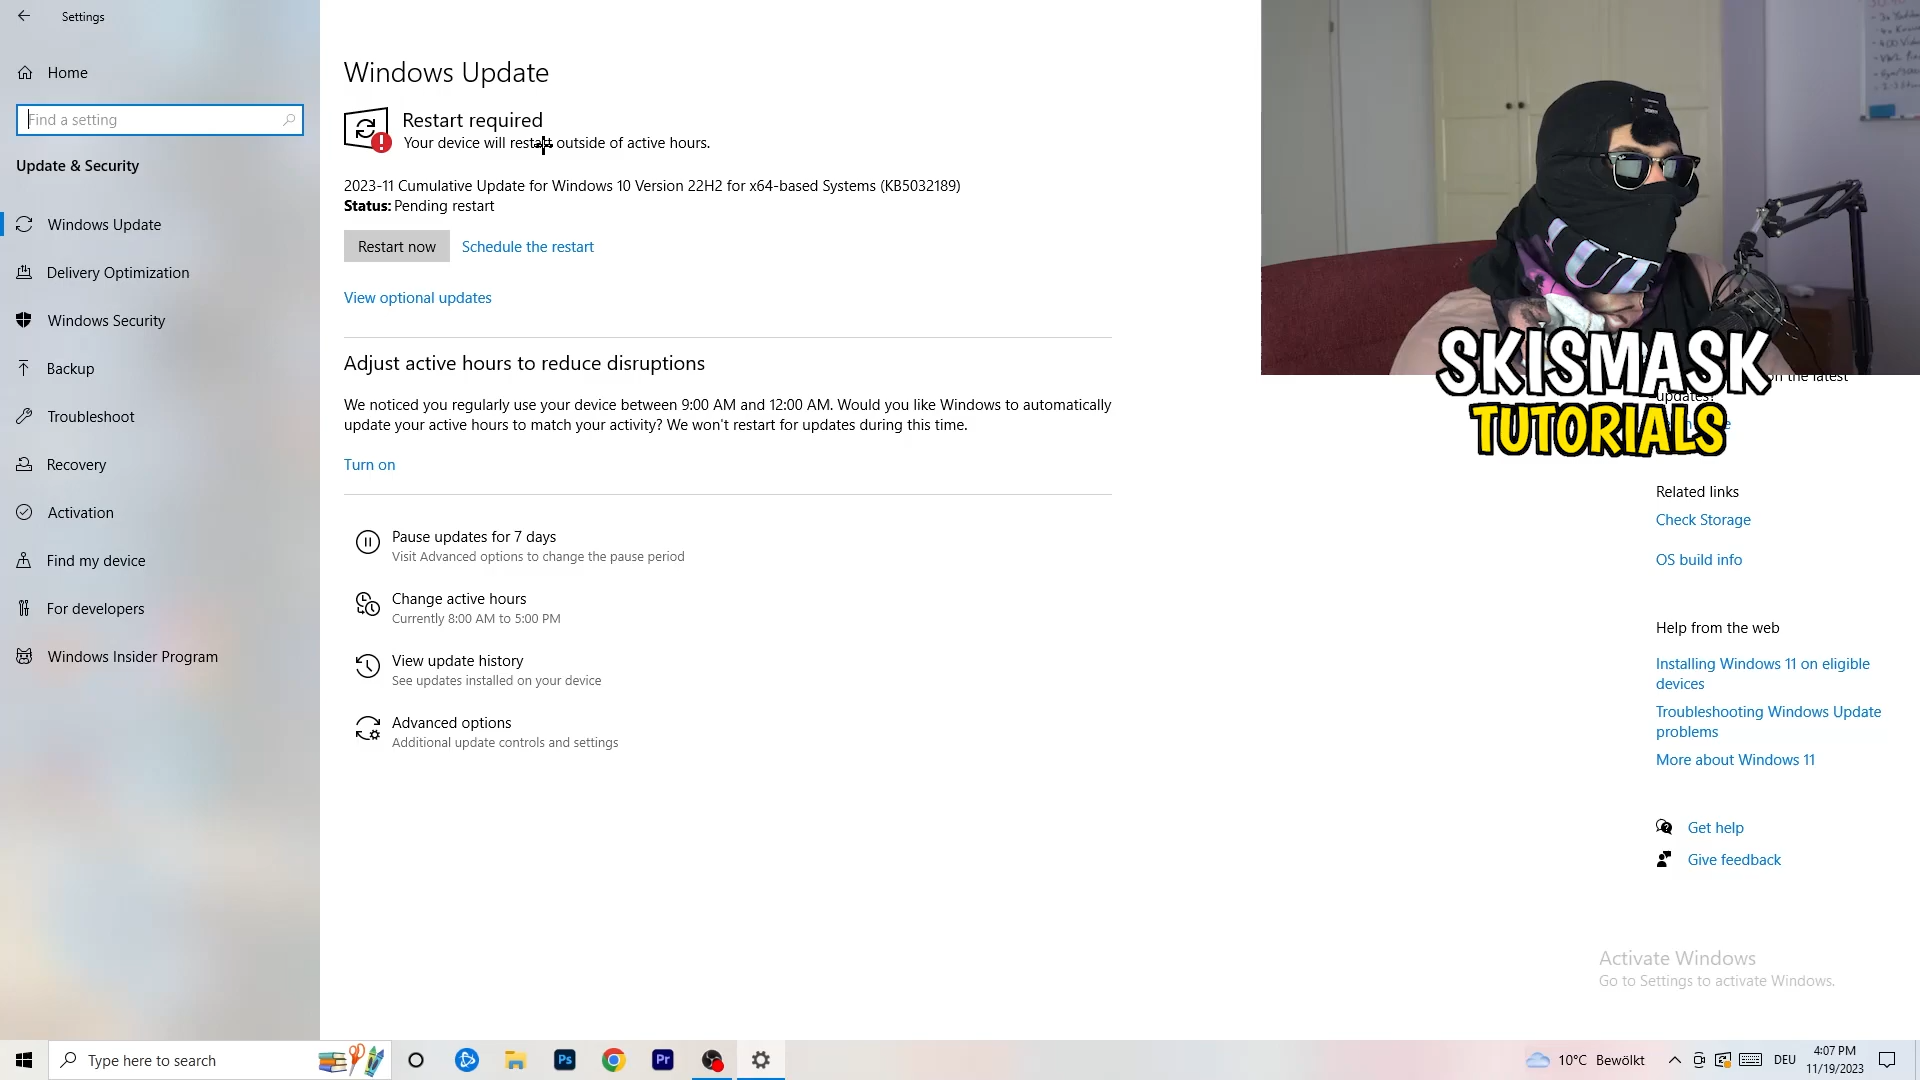 Settings
Home
Find a setting
Update & Security
Windows Update
Delivery Optimization
Windows Security
Backup
Troubleshoot
Recovery
Activation
Find my device
For developers
Windows Insider Program
Windows Update
Restart required
Your device will restart outside of active hours.
2023-11 Cumulative Update for Windows 10 Version 22H2 for x64-based Systems (KB5032189)
Status: Pending restart
Restart now Schedule the restart
View optional updates
Adjust active hours to reduce disruptions
We noticed you regularly use your device between 9:00 AM and 12:00 AM. Would you like Windows to automatically
update your active hours to match your activity? We won't restart for updates during this time.
Turn on
Pause updates for 7 days
Visit Advanced options to change the pause period
Change active hours
Currently 8:00 AM to 5:00 PM
View update history
See updates installed on your device
Advanced options
Additional update controls and settings
SKISMASK
TUTORIALS
on the latest
updates?
Related links
Check Storage
OS build info
Help from the web
Installing Windows 11 on eligible
devices
Troubleshooting Windows Update
problems
More about Windows 11
Get help
Give feedback
Activate Windows
Go to Settings to activate Windows.
Type here to search
Ps
Pr
10°C Bewölkt
DEU
4:07 PM
11/19/2023